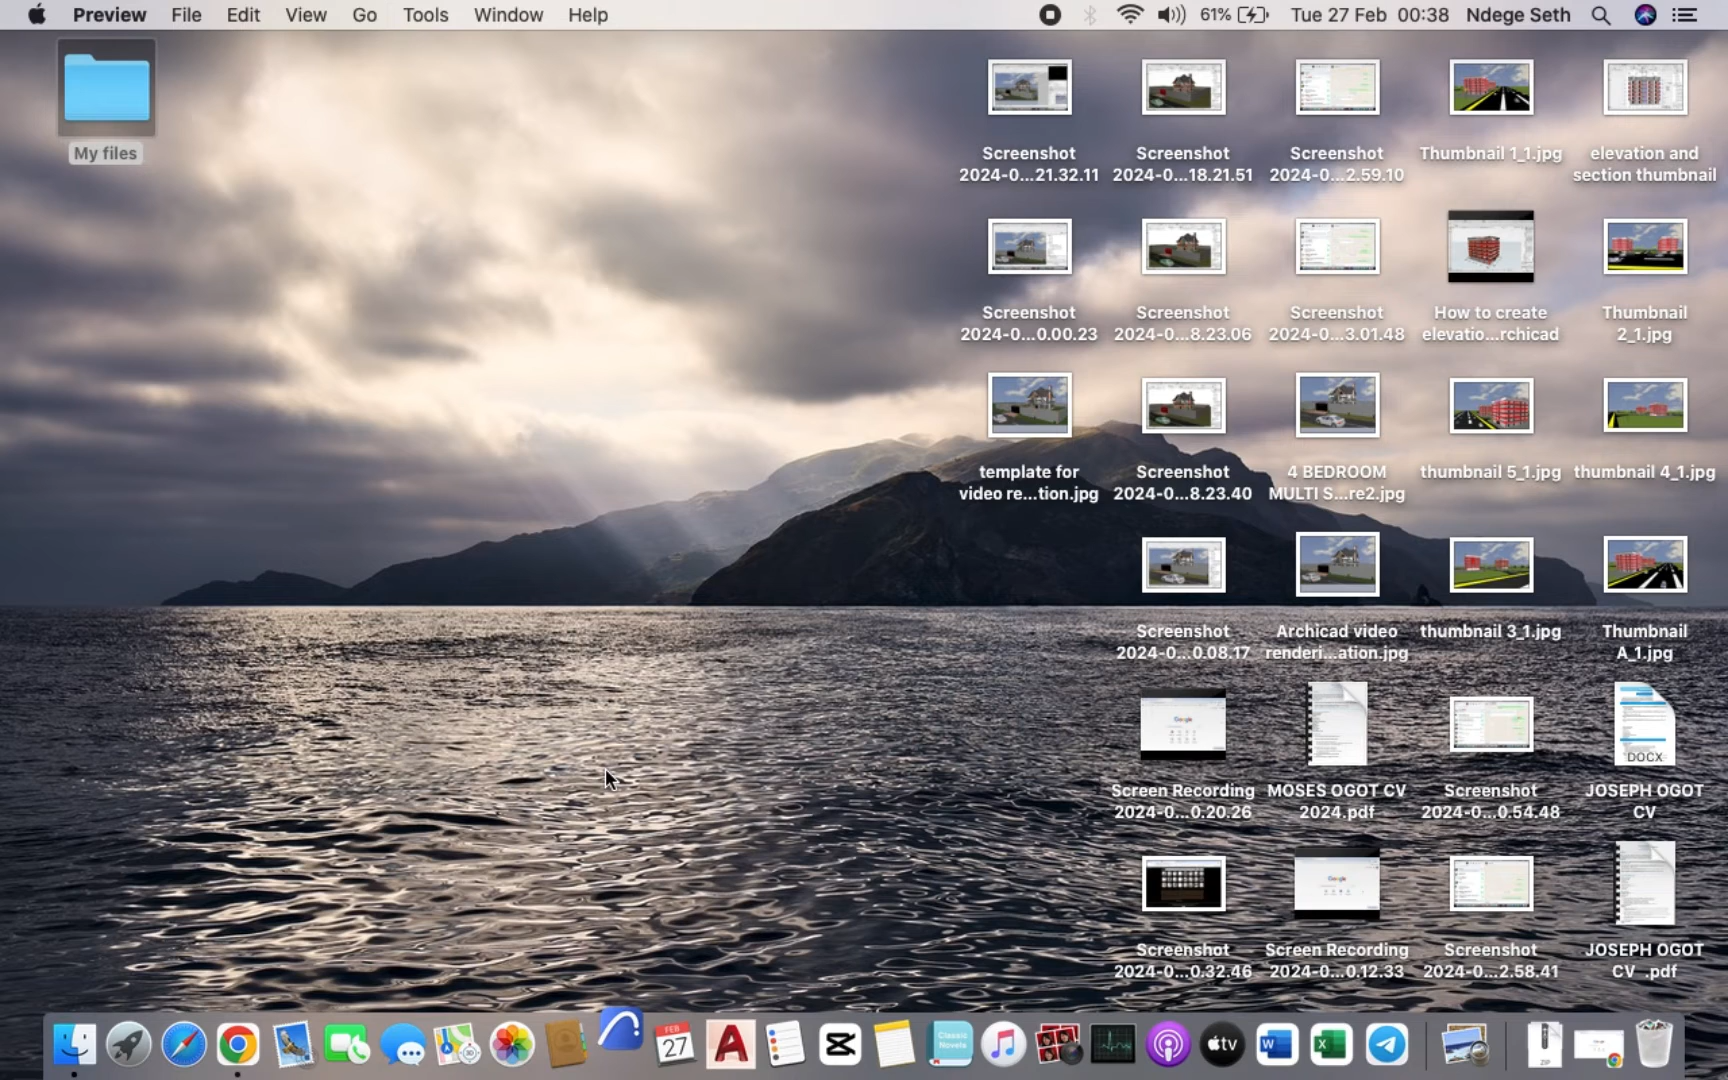 Preview File Edit View Go Tools Window Help 61% Tue 27 Feb 00:38 Ndege Seth
My files
Screenshot
2024-0...21.32.11
Screenshot
2024-0...18.21.51
Screenshot
2024-0...2.59.10
Thumbnail 1_1.jpg
elevation and
section thumbnail
Screenshot
2024-0...0.00.23
Screenshot
2024-0...8.23.06
Screenshot
2024-0...3.01.48
How to create
elevatio...rchicad
Thumbnail
2_1.jpg
template for
video re...tion.jpg
Screenshot
2024-0...8.23.40
4 BEDROOM
MULTI S...re2.jpg
thumbnail 5_1.jpg
thumbnail 4_1.jpg
Screenshot
2024-0...0.08.17
Archicad video
renderi...ation.jpg
thumbnail 3_1.jpg
Thumbnail
A_1.jpg
DOCX
Screen Recording
2024-0...0.20.26
MOSES OGOT CV
2024.pdf
Screenshot
2024-0...0.54.48
JOSEPH OGOT
CV
Screenshot
2024-0...0.32.46
Screen Recording
2024-0...0.12.33
Screenshot
2024-0...2.58.41
JOSEPH OGOT
CV .pdf
FEB
27
Classic
Novels
tv
W
X
ZIP